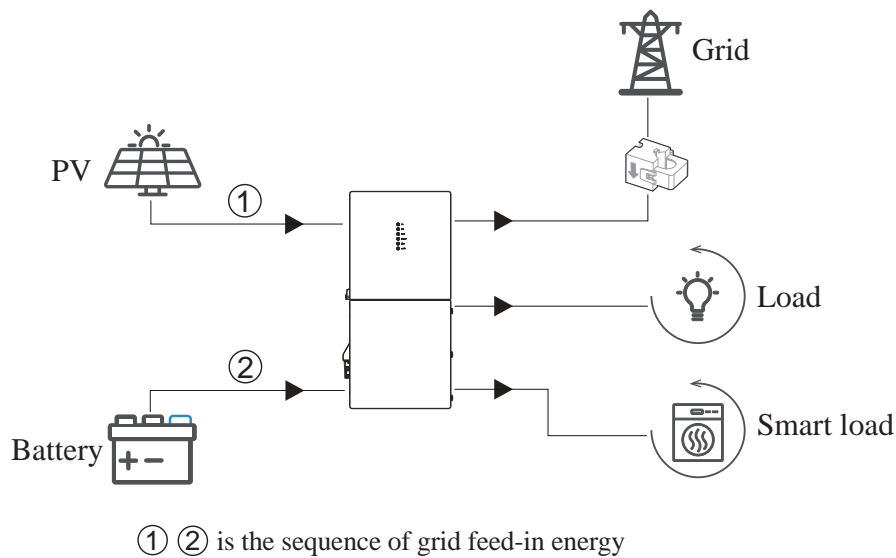 Grid
PV
①
Load
②
Smart load
Battery
+ −
① ② is the sequence of grid feed-in energy